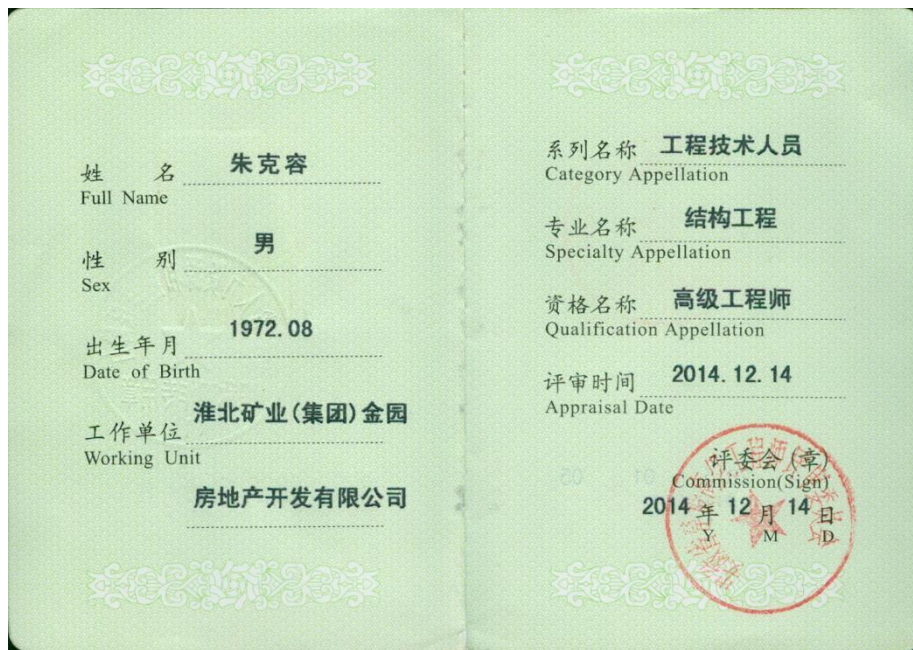 姓 名 朱克容
Full Name
性 别 男
Sex
出生年月 1972.08
Date of Birth
工作单位 淮北矿业(集团)金园
Working Unit
房地产开发有限公司
系列名称 工程技术人员
Category Appellation
专业名称 结构工程
Specialty Appellation
资格名称 高级工程师
Qualification Appellation
评审时间 2014.12.14
Appraisal Date
评委会(章)
Commission(Sign)
2014 年 12 月 14 日
Y M D